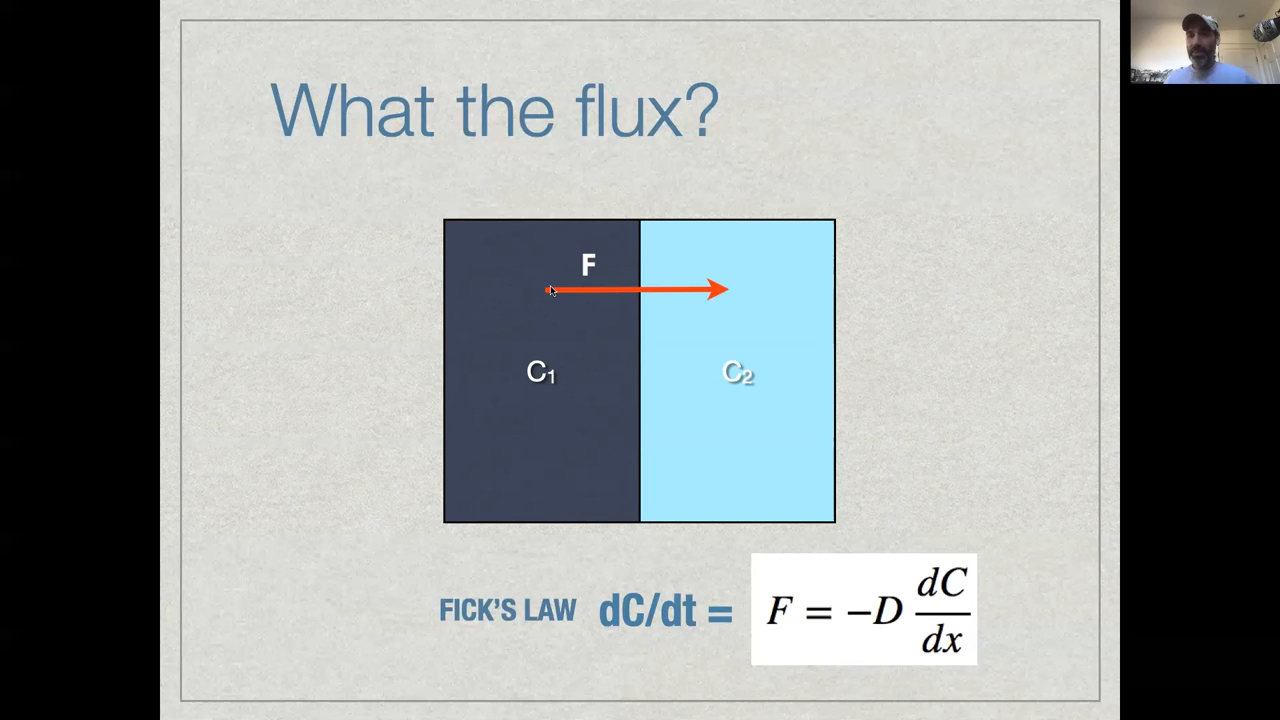 What the flux?
F
C₁ C₂
FICK'S LAW dC/dt = F = −D dC/dx